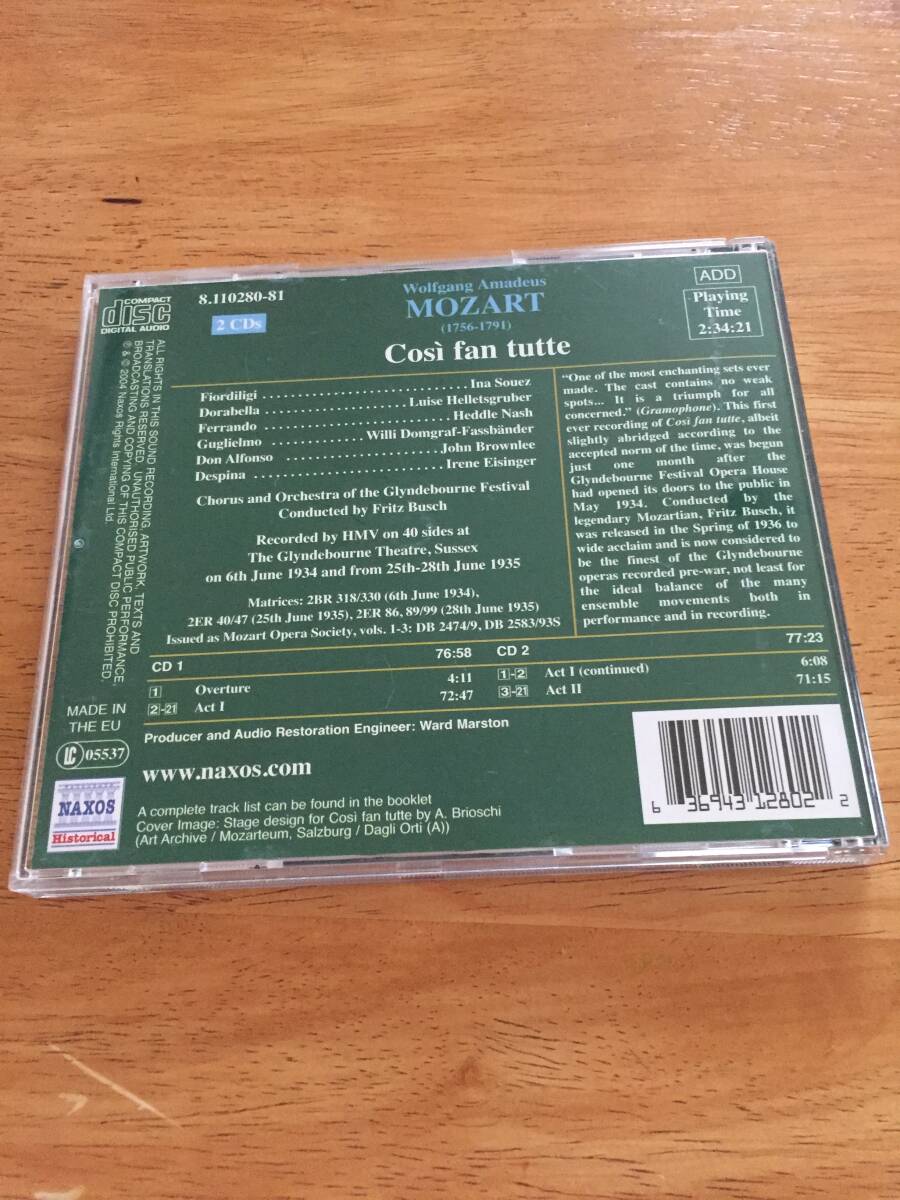 COMPACT
disc
DIGITAL AUDIO
8.110280-81
2 CDs
Wolfgang Amadeus
MOZART
(1756-1791)
Così fan tutte
ADD
Playing
Time
2:34:21
Fiordiligi . . . . . . . . . . . . . . . . . . . . . . . . . . . . Ina Souez
Dorabella . . . . . . . . . . . . . . . . . . . Luise Helletsgruber
Ferrando . . . . . . . . . . . . . . . . . . . . . . . . . Heddle Nash
Guglielmo . . . . . . . . . . . . . Willi Domgraf-Fassbänder
Don Alfonso . . . . . . . . . . . . . . . . . . . . . John Brownlee
Despina . . . . . . . . . . . . . . . . . . . . . . . . . Irene Eisinger
Chorus and Orchestra of the Glyndebourne Festival
Conducted by Fritz Busch
Recorded by HMV on 40 sides at
The Glyndebourne Theatre, Sussex
on 6th June 1934 and from 25th-28th June 1935
Matrices: 2BR 318/330 (6th June 1934),
2ER 40/47 (25th June 1935), 2ER 86, 89/99 (28th June 1935)
Issued as Mozart Opera Society, vols. 1-3: DB 2474/9, DB 2583/93S
"One of the most enchanting sets ever
made. The cast contains no weak
spots... It is a triumph for all
concerned." (Gramophone). This first
ever recording of Così fan tutte, albeit
slightly abridged according to the
accepted norm of the time, was begun
just one month after the
Glyndebourne Festival Opera House
had opened its doors to the public in
May 1934. Conducted by the
legendary Mozartian, Fritz Busch, it
was released in the Spring of 1936 to
wide acclaim and is now considered to
be the finest of the Glyndebourne
operas recorded pre-war, not least for
the ideal balance of the many
ensemble movements both in
performance and in recording.
CD 1 76:58
1 Overture 4:11
2-21 Act I 72:47
CD 2 77:23
1-2 Act I (continued) 6:08
3-21 Act II 71:15
Producer and Audio Restoration Engineer: Ward Marston
www.naxos.com
A complete track list can be found in the booklet
Cover Image: Stage design for Così fan tutte by A. Brioschi
(Art Archive / Mozarteum, Salzburg / Dagli Orti (A))
ALL RIGHTS IN THIS SOUND RECORDING, ARTWORK, TEXTS AND
TRANSLATIONS RESERVED. UNAUTHORISED PUBLIC PERFORMANCE,
BROADCASTING AND COPYING OF THIS COMPACT DISC PROHIBITED.
℗ & © 2004 Naxos Rights International Ltd.
MADE IN
THE EU
LC 05537
NAXOS
Historical
6 36943 12802 2